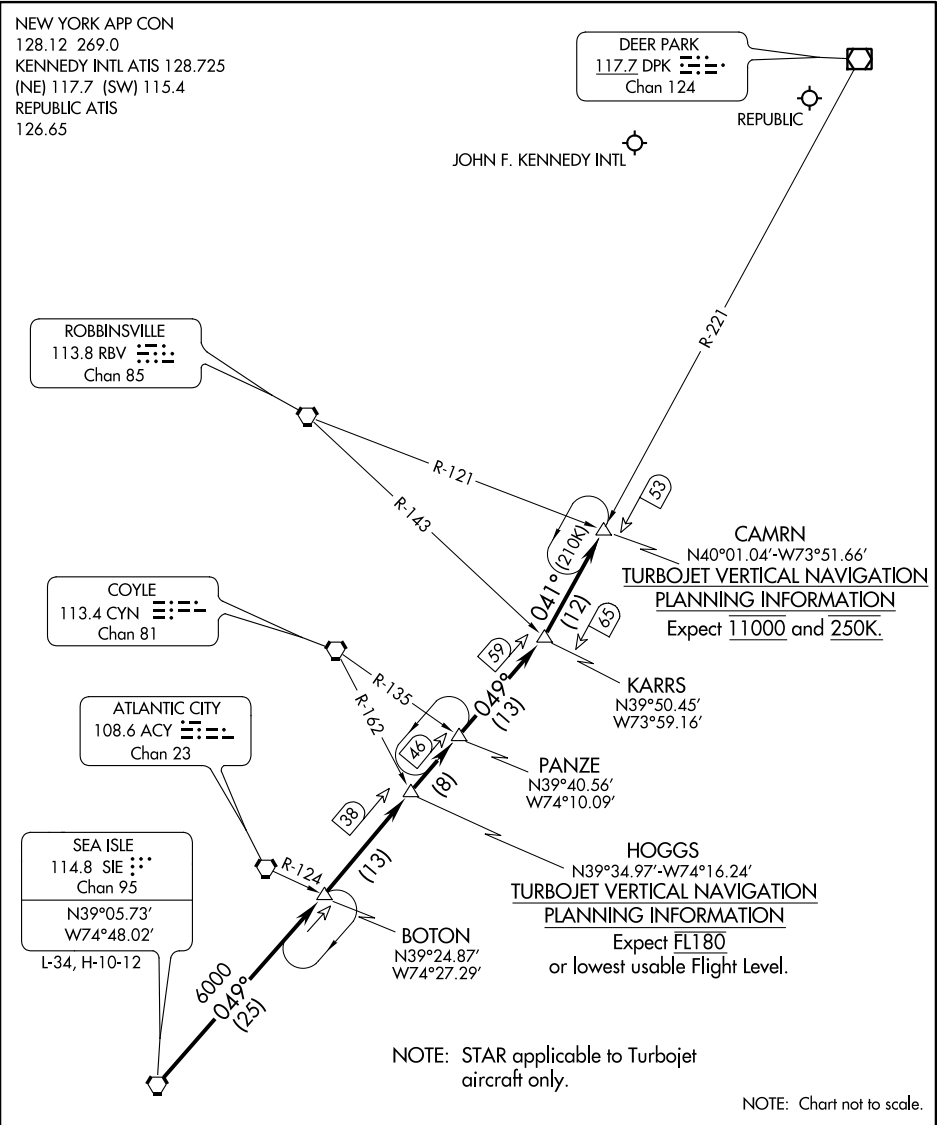 NEW YORK APP CON
128.12 269.0
KENNEDY INTL ATIS 128.725
(NE) 117.7 (SW) 115.4
REPUBLIC ATIS
126.65
DEER PARK
117.7 DPK
Chan 124
REPUBLIC
JOHN F. KENNEDY INTL
R-221
ROBBINSVILLE
113.8 RBV
Chan 85
R-121
R-143
53
CAMRN
N40°01.04'-W73°51.66'
TURBOJET VERTICAL NAVIGATION
PLANNING INFORMATION
Expect 11000 and 250K.
(210K)
041°
(12)
65
COYLE
113.4 CYN
Chan 81
R-135
R-162
59
049°
(13)
KARRS
N39°50.45'
W73°59.16'
ATLANTIC CITY
108.6 ACY
Chan 23
46
(8)
PANZE
N39°40.56'
W74°10.09'
38
(13)
HOGGS
N39°34.97'-W74°16.24'
TURBOJET VERTICAL NAVIGATION
PLANNING INFORMATION
Expect FL180
or lowest usable Flight Level.
SEA ISLE
114.8 SIE
Chan 95
N39°05.73'
W74°48.02'
L-34, H-10-12
R-124
BOTON
N39°24.87'
W74°27.29'
6000
049°
(25)
NOTE: STAR applicable to Turbojet
aircraft only.
NOTE: Chart not to scale.